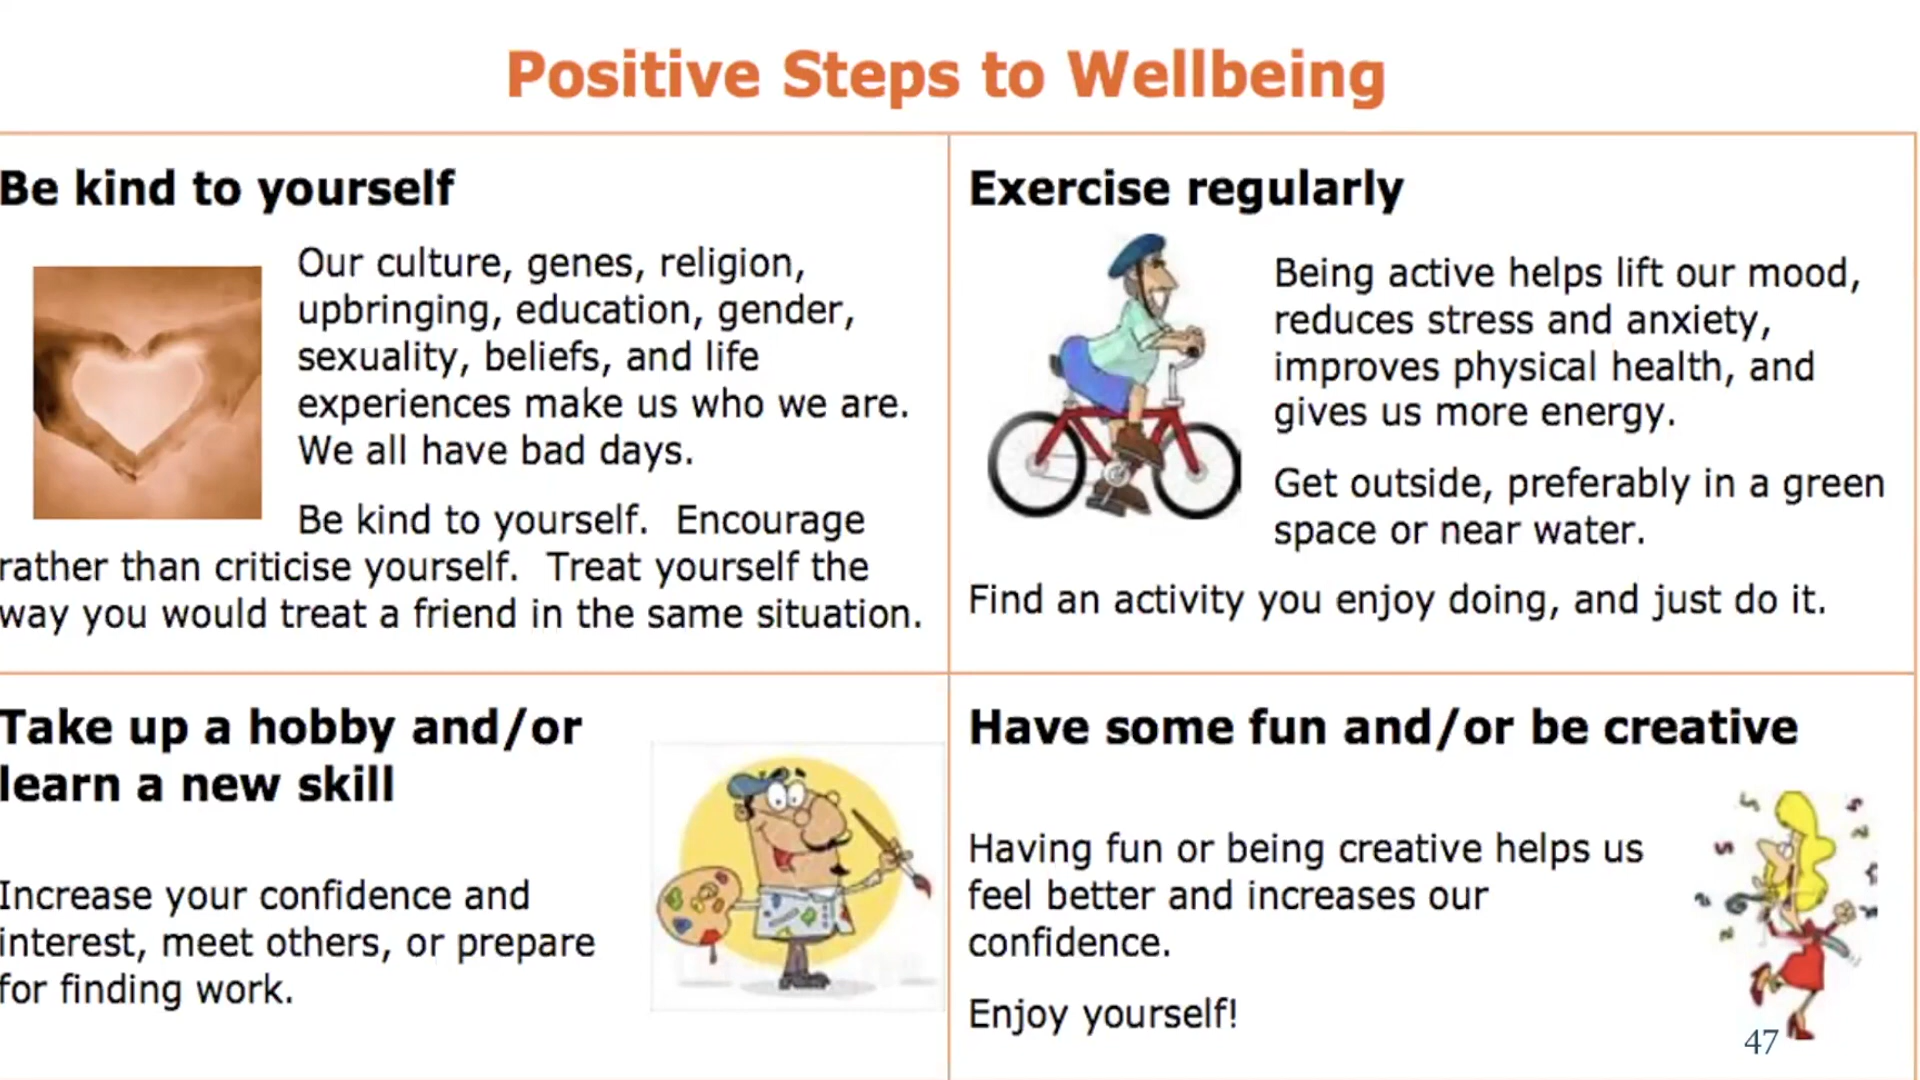 Positive Steps to Wellbeing
Be kind to yourself
Our culture, genes, religion,
upbringing, education, gender,
sexuality, beliefs, and life
experiences make us who we are.
We all have bad days.
Be kind to yourself.  Encourage
rather than criticise yourself.  Treat yourself the
way you would treat a friend in the same situation.
Exercise regularly
Being active helps lift our mood,
reduces stress and anxiety,
improves physical health, and
gives us more energy.
Get outside, preferably in a green
space or near water.
Find an activity you enjoy doing, and just do it.
Take up a hobby and/or
learn a new skill
Increase your confidence and
interest, meet others, or prepare
for finding work.
Have some fun and/or be creative
Having fun or being creative helps us
feel better and increases our
confidence.
Enjoy yourself!
47